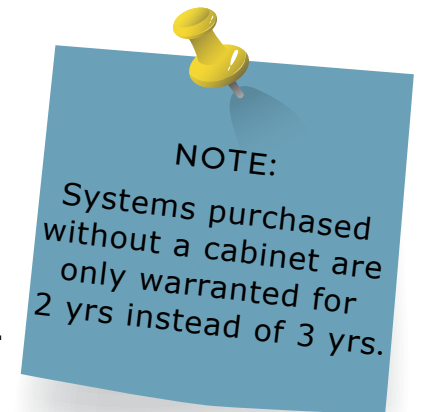 NOTE:
Systems purchased
without a cabinet are
only warranted for
2 yrs instead of 3 yrs.